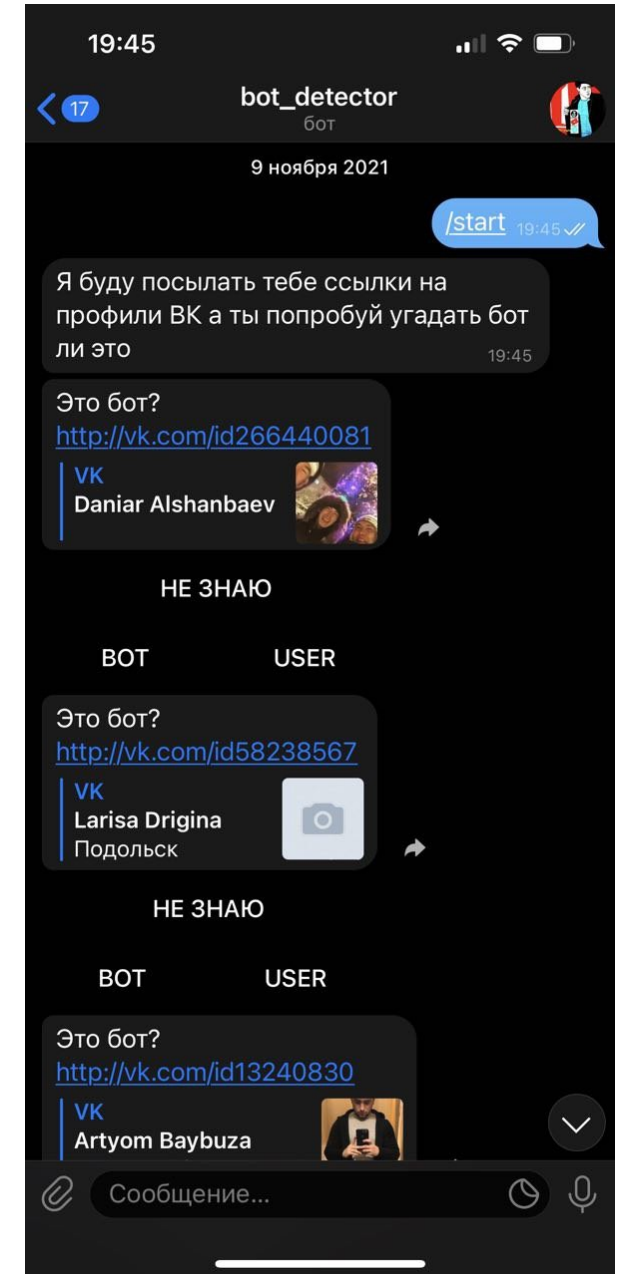 19:45
17
bot_detector
бот
9 ноября 2021
/start 19:45
Я буду посылать тебе ссылки на
профили ВК а ты попробуй угадать бот
ли это
19:45
Это бот?
http://vk.com/id266440081
VK
Daniar Alshanbaev
НЕ ЗНАЮ
BOT USER
Это бот?
http://vk.com/id58238567
VK
Larisa Drigina
Подольск
НЕ ЗНАЮ
BOT USER
Это бот?
http://vk.com/id13240830
VK
Artyom Baybuza
Сообщение...